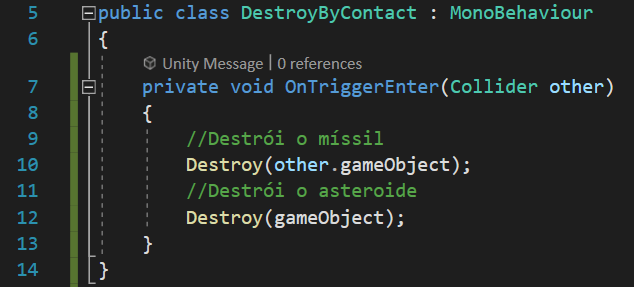 5 public class DestroyByContact : MonoBehaviour
6 {
Unity Message | 0 references
7 private void OnTriggerEnter(Collider other)
8 {
9 //Destrói o míssil
10 Destroy(other.gameObject);
11 //Destrói o asteroide
12 Destroy(gameObject);
13 }
14 }